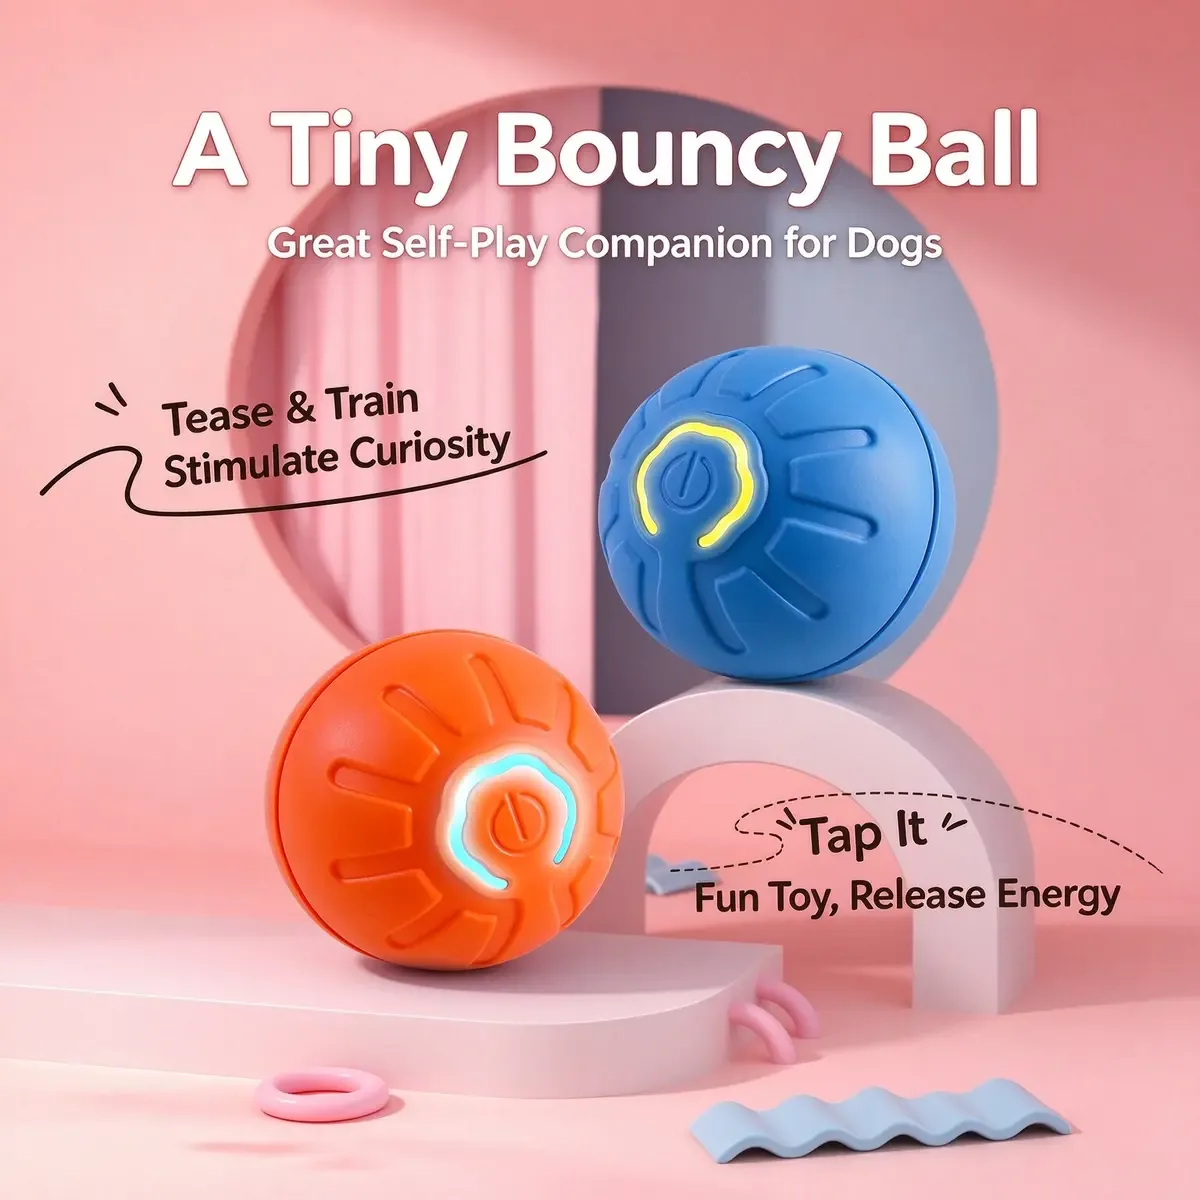 A Tiny Bouncy Ball
Great Self-Play Companion for Dogs
Tease & Train
Stimulate Curiosity
Tap It
Fun Toy, Release Energy